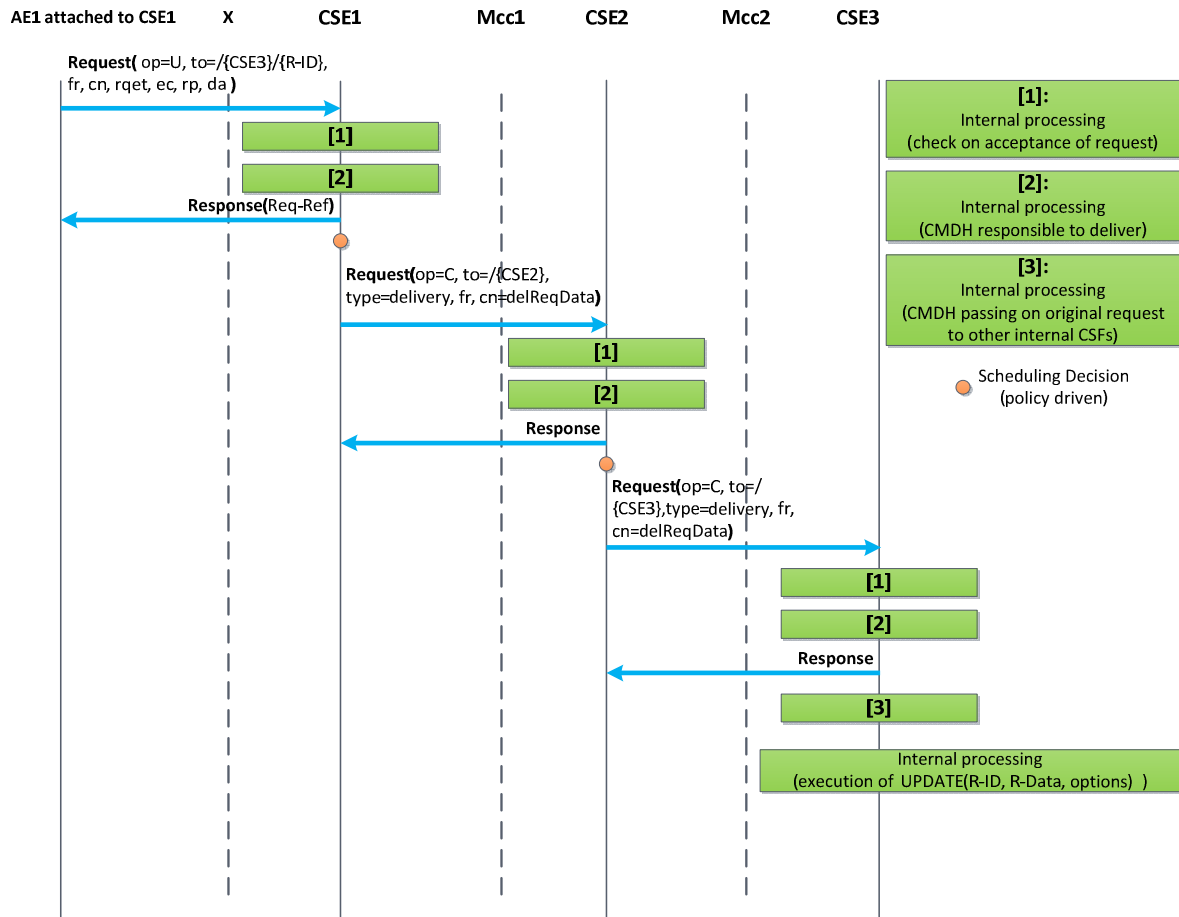 AE1 attached to CSE1 X CSE1 Mcc1 CSE2 Mcc2 CSE3
Request( op=U, to=/{CSE3}/{R-ID},
fr, cn, rqet, ec, rp, da )
[1]
[2]
Response(Req-Ref)
Request(op=C, to=/{CSE2},
type=delivery, fr, cn=delReqData)
[1]
[2]
Response
Request(op=C, to=/
{CSE3},type=delivery, fr,
cn=delReqData)
[1]
[2]
Response
[3]
Internal processing
(execution of UPDATE(R-ID, R-Data, options) )
[1]:
Internal processing
(check on acceptance of request)
[2]:
Internal processing
(CMDH responsible to deliver)
[3]:
Internal processing
(CMDH passing on original request
to other internal CSFs)
Scheduling Decision
(policy driven)